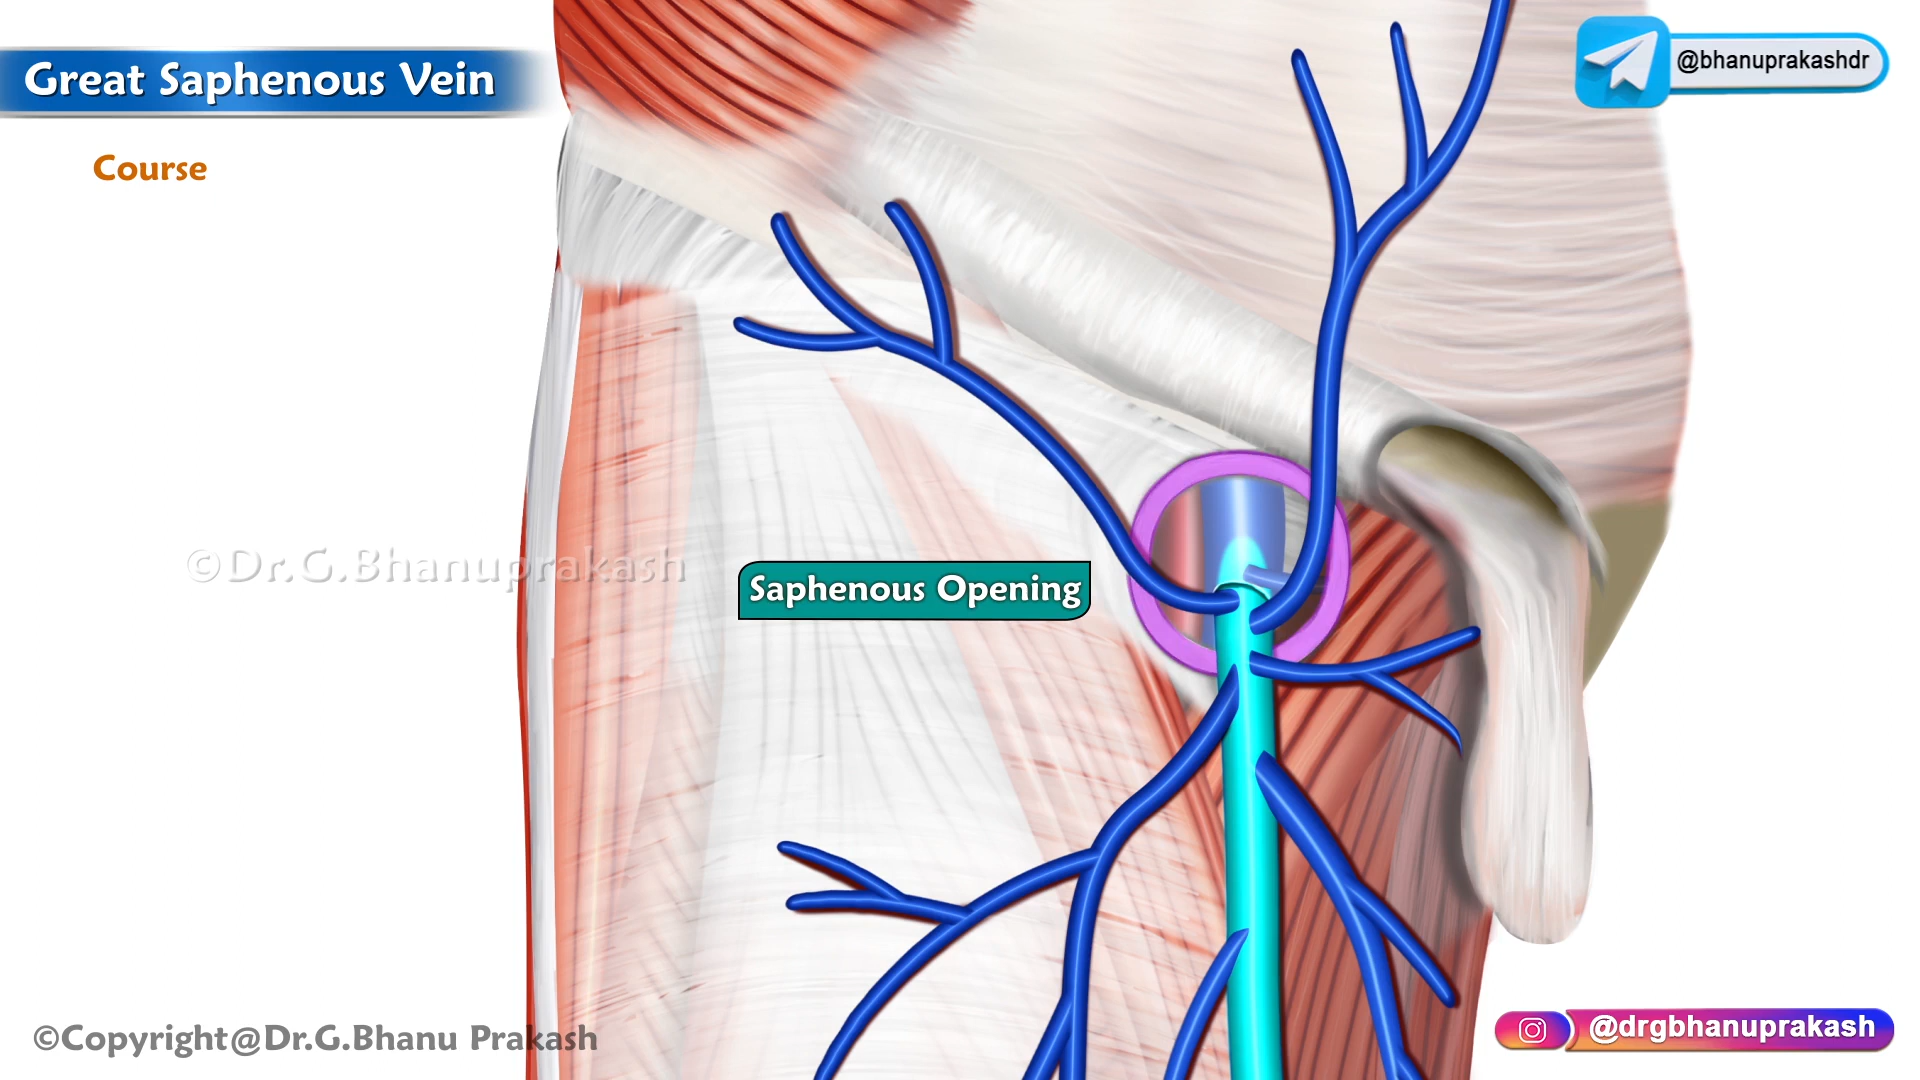 Great Saphenous Vein
@bhanuprakashdr
Course
©Dr.G.Bhanuprakash
Saphenous Opening
©Copyright@Dr.G.Bhanu Prakash
@drgbhanuprakash